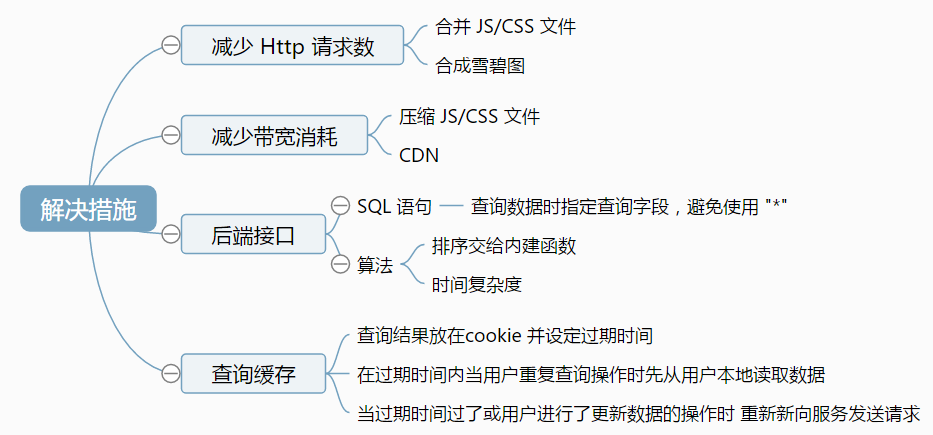 解决措施
减少 Http 请求数
合并 JS/CSS 文件
合成雪碧图
减少带宽消耗
压缩 JS/CSS 文件
CDN
后端接口
SQL 语句
查询数据时指定查询字段，避免使用 "*"
算法
排序交给内建函数
时间复杂度
查询缓存
查询结果放在cookie 并设定过期时间
在过期时间内当用户重复查询操作时先从用户本地读取数据
当过期时间过了或用户进行了更新数据的操作时 重新新向服务发送请求